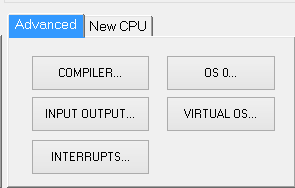 Advanced New CPU
COMPILER... OS 0...
INPUT OUTPUT... VIRTUAL OS...
INTERRUPTS...